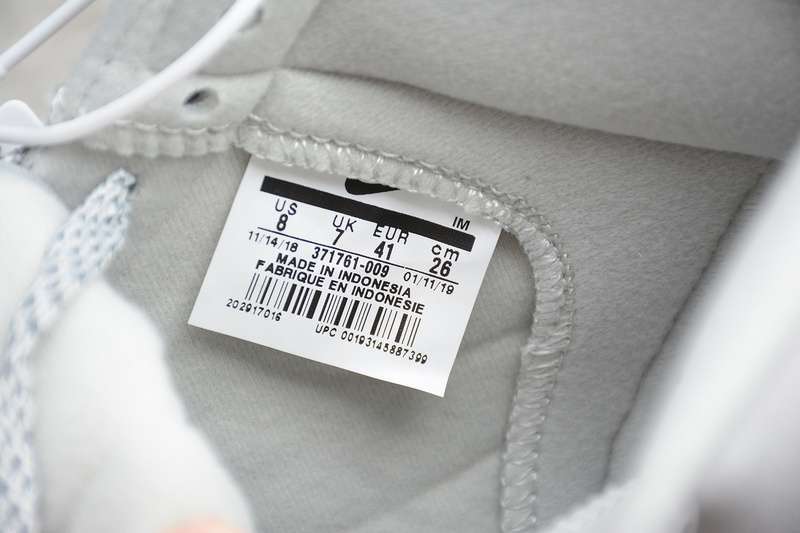 IM
US UK EUR cm
8 7 41 26
11/14/18 371761-009 01/11/19
MADE IN INDONESIA
FABRIQUE EN INDONESIE
202917016 UPC 00193145887399